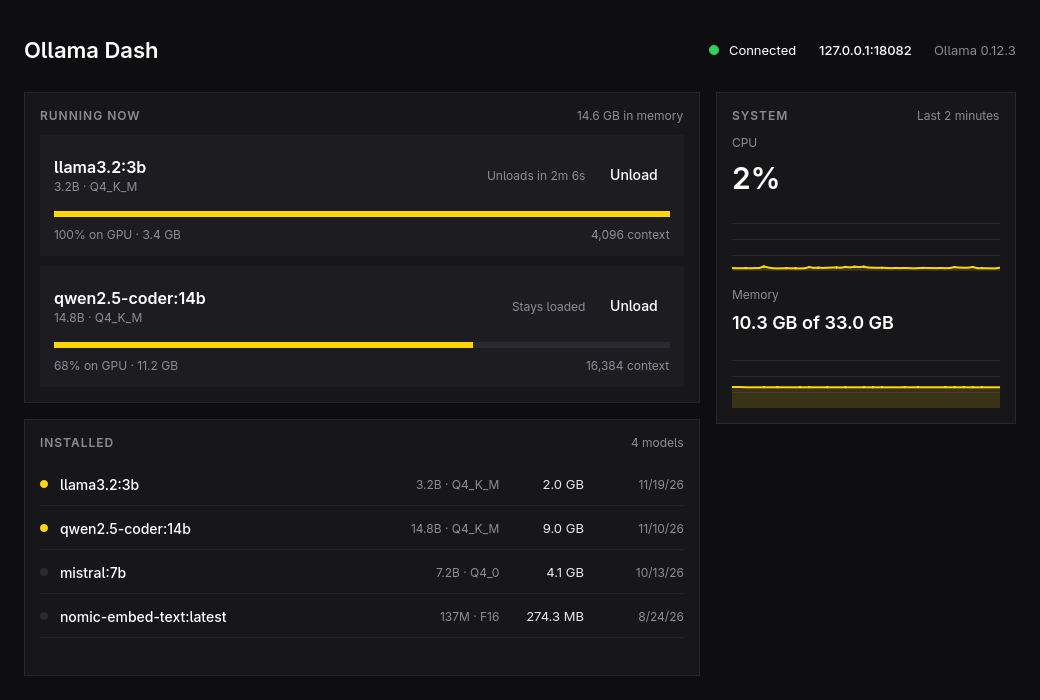 Ollama Dash
Connected 127.0.0.1:18082 Ollama 0.12.3
RUNNING NOW 14.6 GB in memory
llama3.2:3b
3.2B · Q4_K_M
Unloads in 2m 6s Unload
100% on GPU · 3.4 GB 4,096 context
qwen2.5-coder:14b
14.8B · Q4_K_M
Stays loaded Unload
68% on GPU · 11.2 GB 16,384 context
INSTALLED 4 models
llama3.2:3b 3.2B · Q4_K_M 2.0 GB 11/19/26
qwen2.5-coder:14b 14.8B · Q4_K_M 9.0 GB 11/10/26
mistral:7b 7.2B · Q4_0 4.1 GB 10/13/26
nomic-embed-text:latest 137M · F16 274.3 MB 8/24/26
SYSTEM Last 2 minutes
CPU
2%
Memory
10.3 GB of 33.0 GB